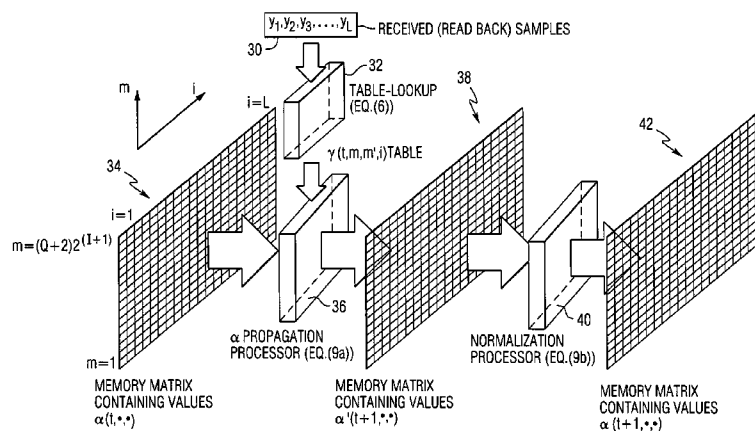 y1,y2,y3,....,yL
RECEIVED (READ BACK) SAMPLES
30
32
m
i
i=L
TABLE-LOOKUP
(EQ.(6))
38
42
34
γ(t,m,m',i)TABLE
i=1
m=(Q+2)2^(I+1)
36
40
m=1
α PROPAGATION
PROCESSOR (EQ.(9a))
NORMALIZATION
PROCESSOR (EQ.(9b))
MEMORY MATRIX
CONTAINING VALUES
α(t,•,•)
MEMORY MATRIX
CONTAINING VALUES
α'(t+1,•,•)
MEMORY MATRIX
CONTAINING VALUES
α (t+1,•,•)